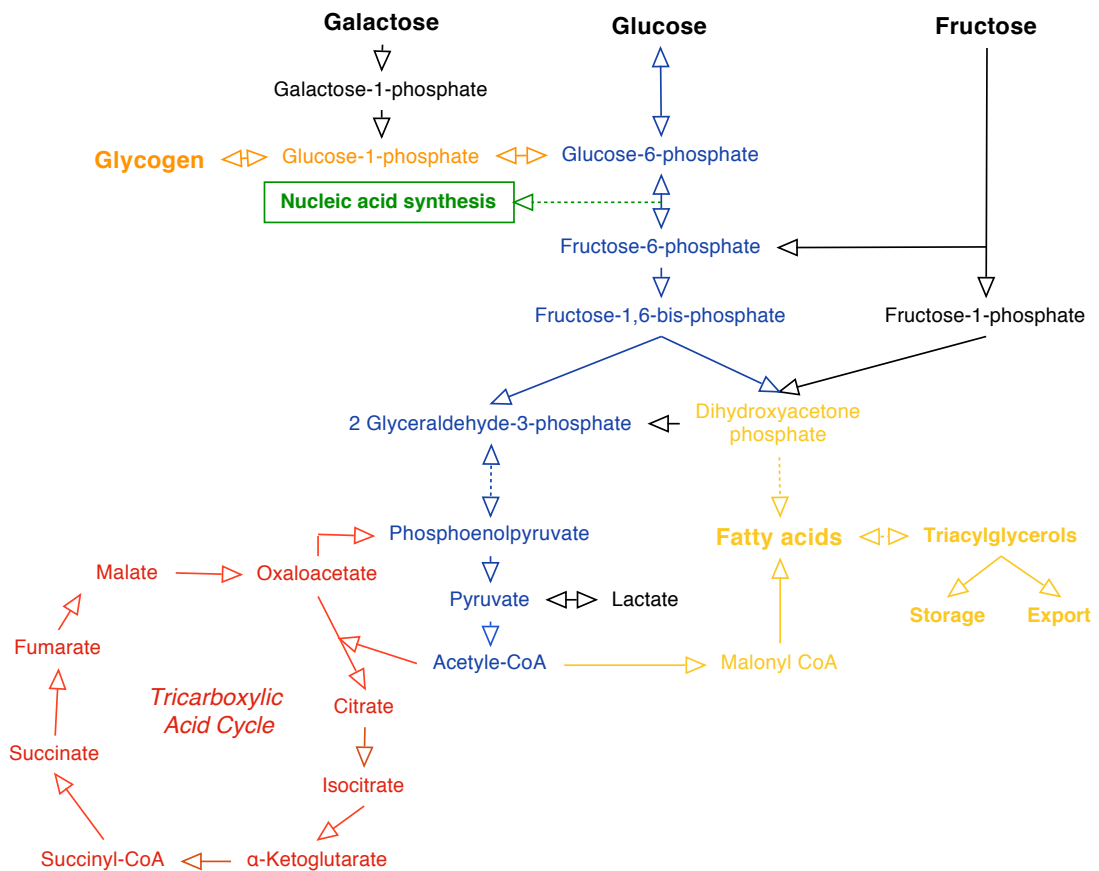 Galactose
Glucose
Fructose
Galactose-1-phosphate
Glycogen
Glucose-1-phosphate
Glucose-6-phosphate
Nucleic acid synthesis
Fructose-6-phosphate
Fructose-1,6-bis-phosphate
Fructose-1-phosphate
2 Glyceraldehyde-3-phosphate
Dihydroxyacetone
phosphate
Phosphoenolpyruvate
Fatty acids
Triacylglycerols
Malate
Oxaloacetate
Pyruvate
Lactate
Storage
Export
Fumarate
Acetyle-CoA
Malonyl CoA
Tricarboxylic
Acid Cycle
Citrate
Succinate
Isocitrate
Succinyl-CoA
α-Ketoglutarate